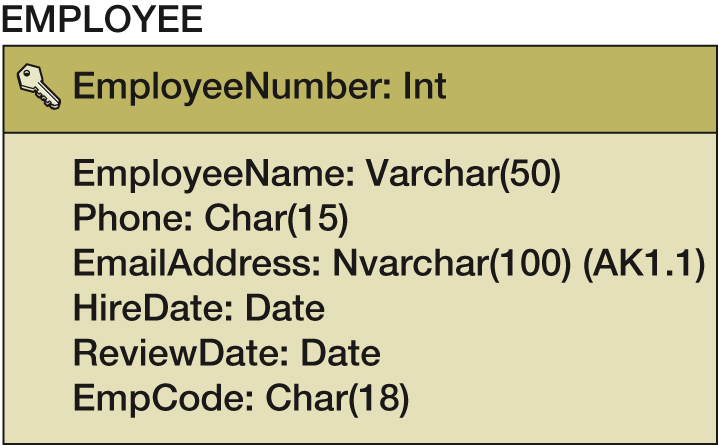 EMPLOYEE
EmployeeNumber: Int
EmployeeName: Varchar(50)
Phone: Char(15)
EmailAddress: Nvarchar(100) (AK1.1)
HireDate: Date
ReviewDate: Date
EmpCode: Char(18)